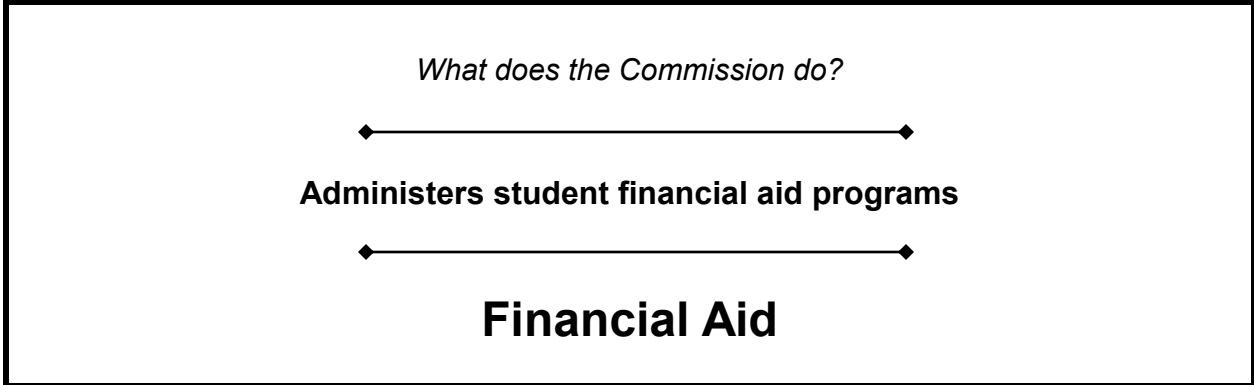 What does the Commission do?
Administers student financial aid programs
Financial Aid